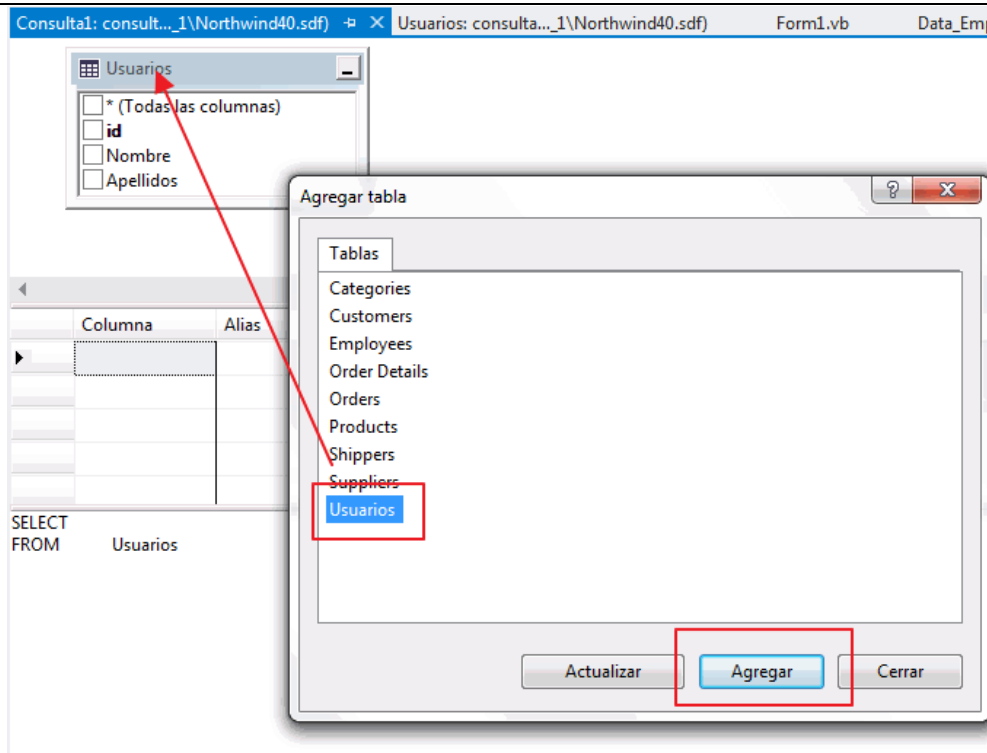 Consulta1: consult..._1\Northwind40.sdf) Usuarios: consulta..._1\Northwind40.sdf) Form1.vb Data_Emp
Usuarios
* (Todas las columnas)
id
Nombre
Apellidos
Agregar tabla
Tablas
Categories
Customers
Employees
Order Details
Orders
Products
Shippers
Suppliers
Usuarios
Columna Alias
SELECT
FROM Usuarios
Actualizar Agregar Cerrar